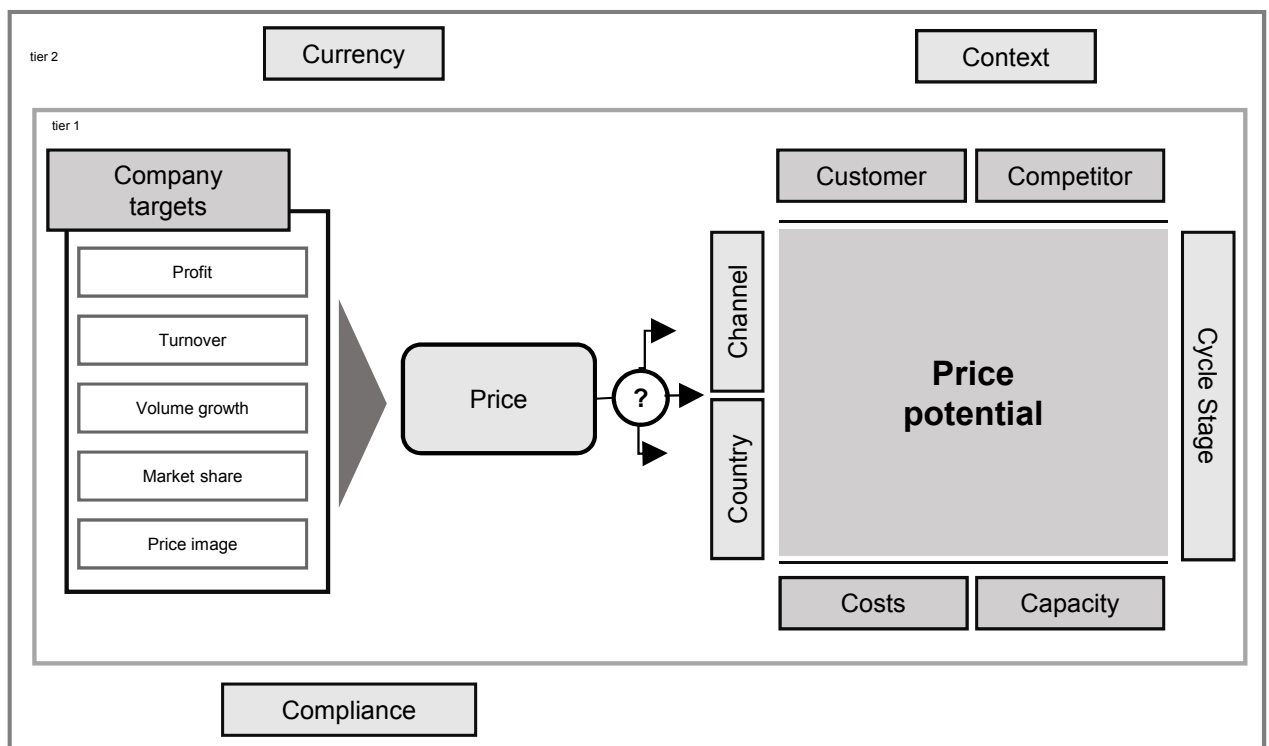 tier 2
Currency
Context
tier 1
Company
targets
Profit
Turnover
Volume growth
Market share
Price image
Price
?
Channel
Country
Customer
Competitor
Price
potential
Cycle Stage
Costs
Capacity
Compliance